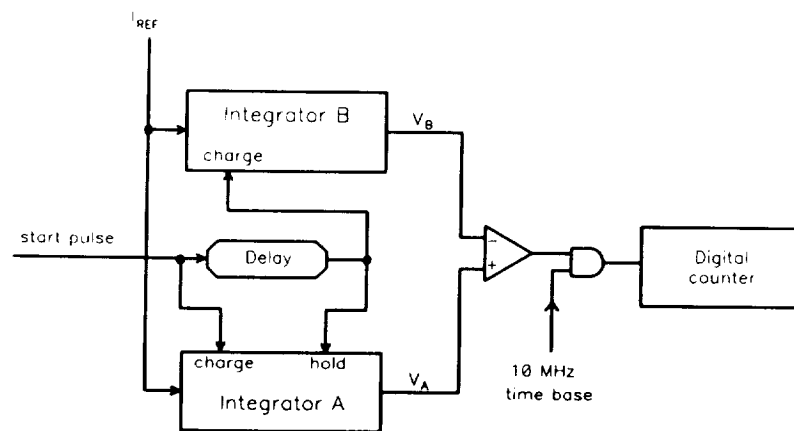 I_REF
Integrator B
V_B
charge
start pulse
Delay
−
+
Digital
counter
charge
hold
V_A
Integrator A
10 MHz
time base